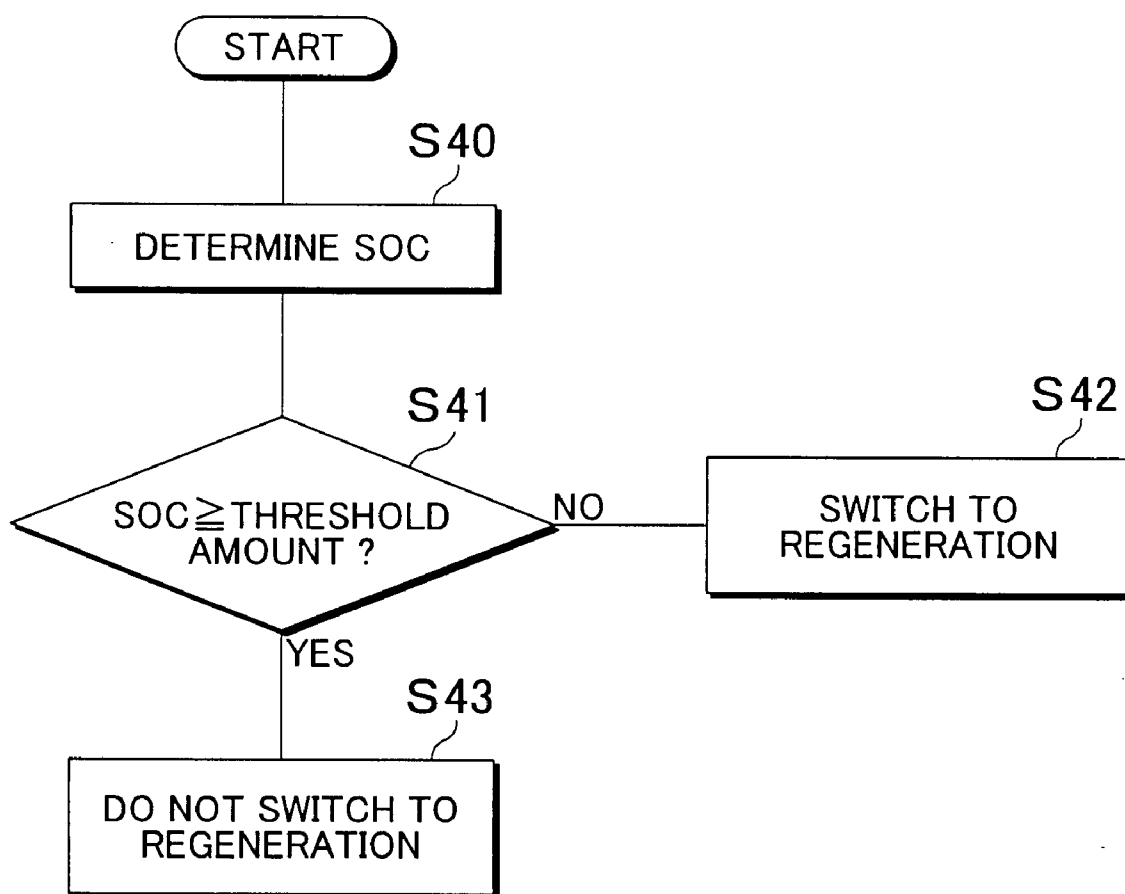 START
S40
DETERMINE SOC
S41
SOC≧THRESHOLD
AMOUNT ?
NO
S42
SWITCH TO
REGENERATION
YES
S43
DO NOT SWITCH TO
REGENERATION